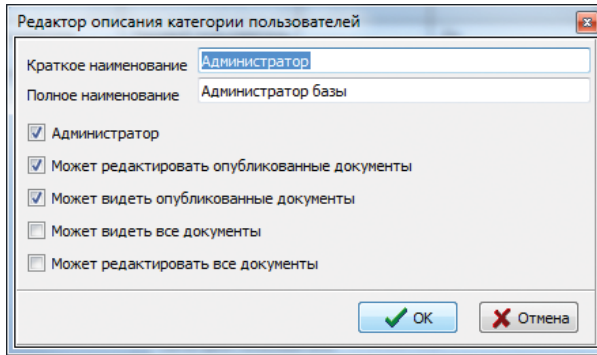 Редактор описания категории пользователей
Краткое наименование Администратор
Полное наименование Администратор базы
Администратор
Может редактировать опубликованные документы
Может видеть опубликованные документы
Может видеть все документы
Может редактировать все документы
ОК Отмена